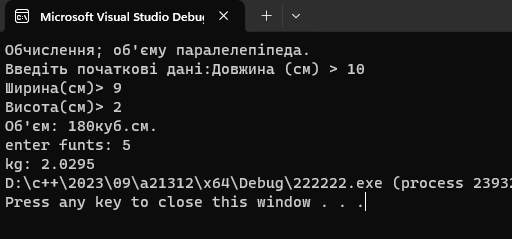 Microsoft Visual Studio Debug
Обчислення; об'єму паралелепіпеда.
Введіть початкові дані:Довжина (см) > 10
Ширина(см)> 9
Висота(см)> 2
Об'єм: 180куб.см.
enter funts: 5
kg: 2.0295
D:\c++\2023\09\a21312\x64\Debug\222222.exe (process 23932
Press any key to close this window . . .